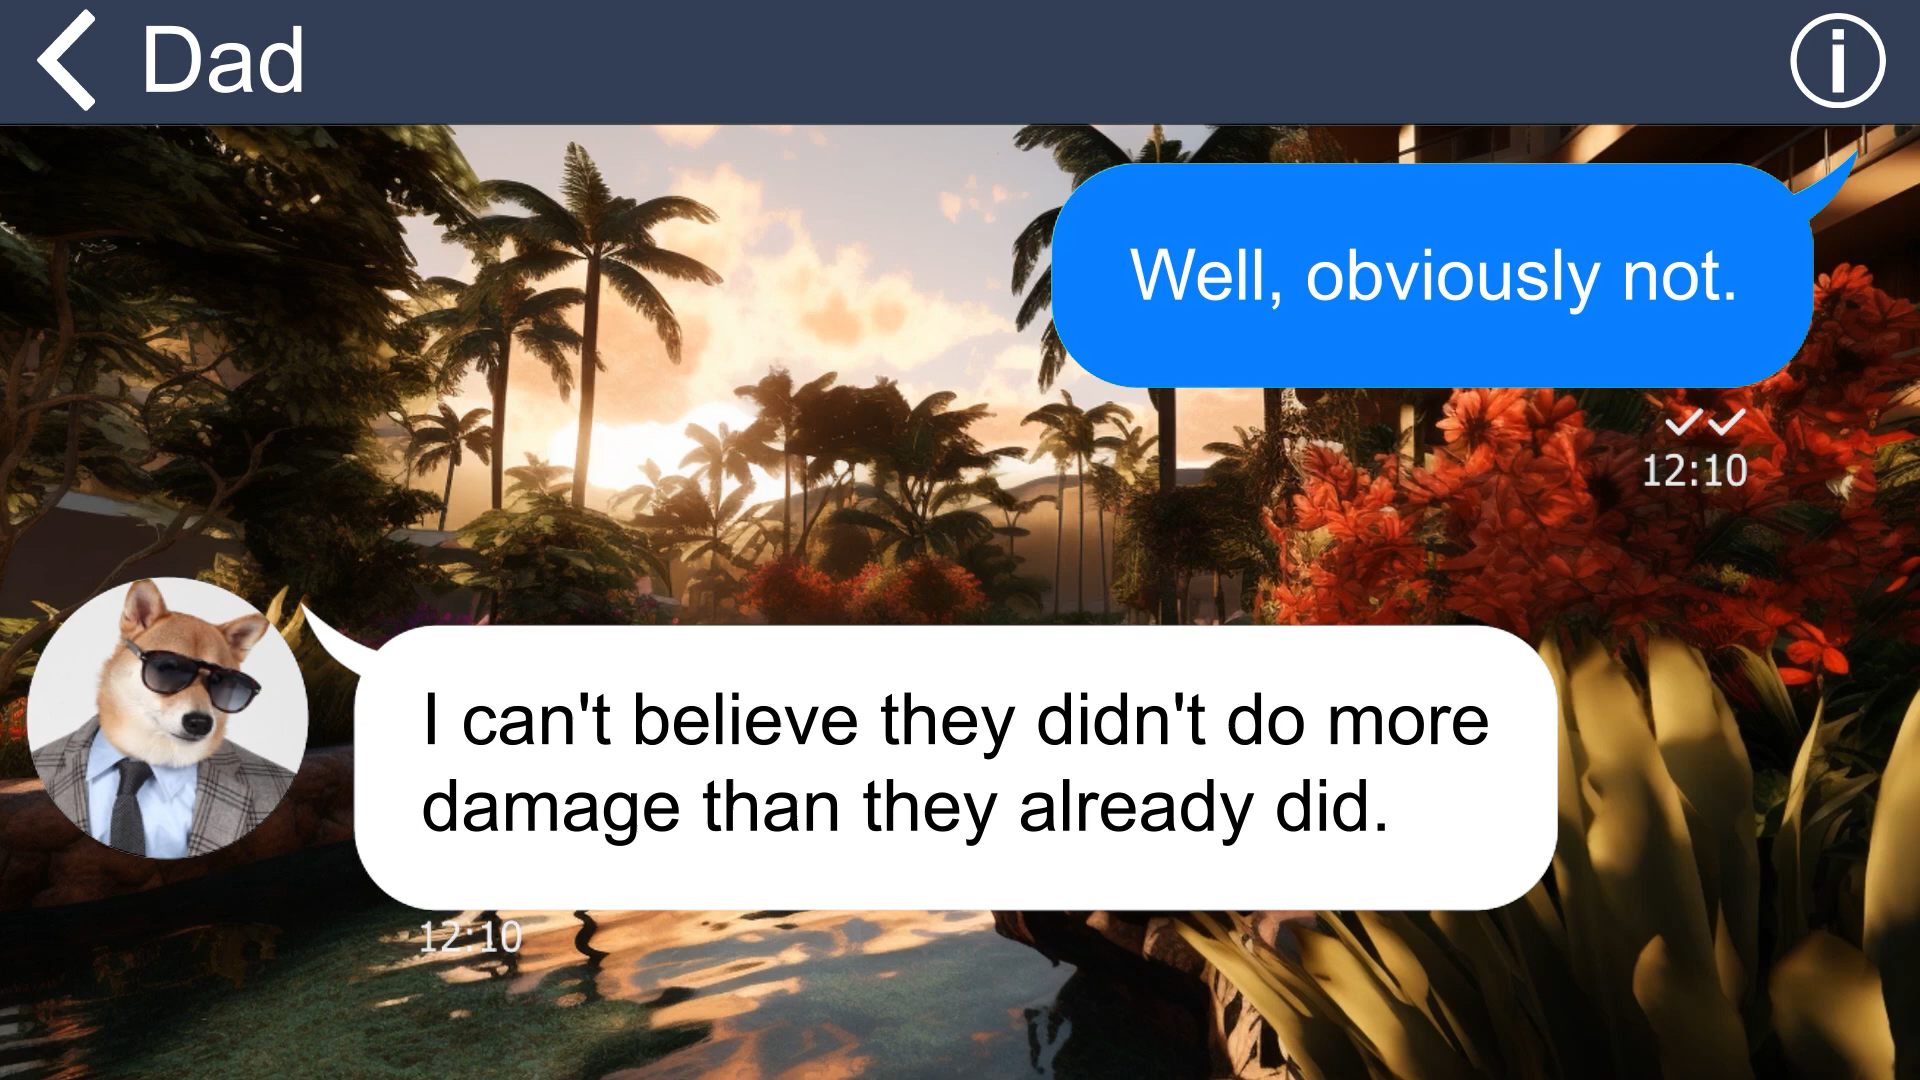 Dad
Well, obviously not.
12:10
I can't believe they didn't do more
damage than they already did.
12:10